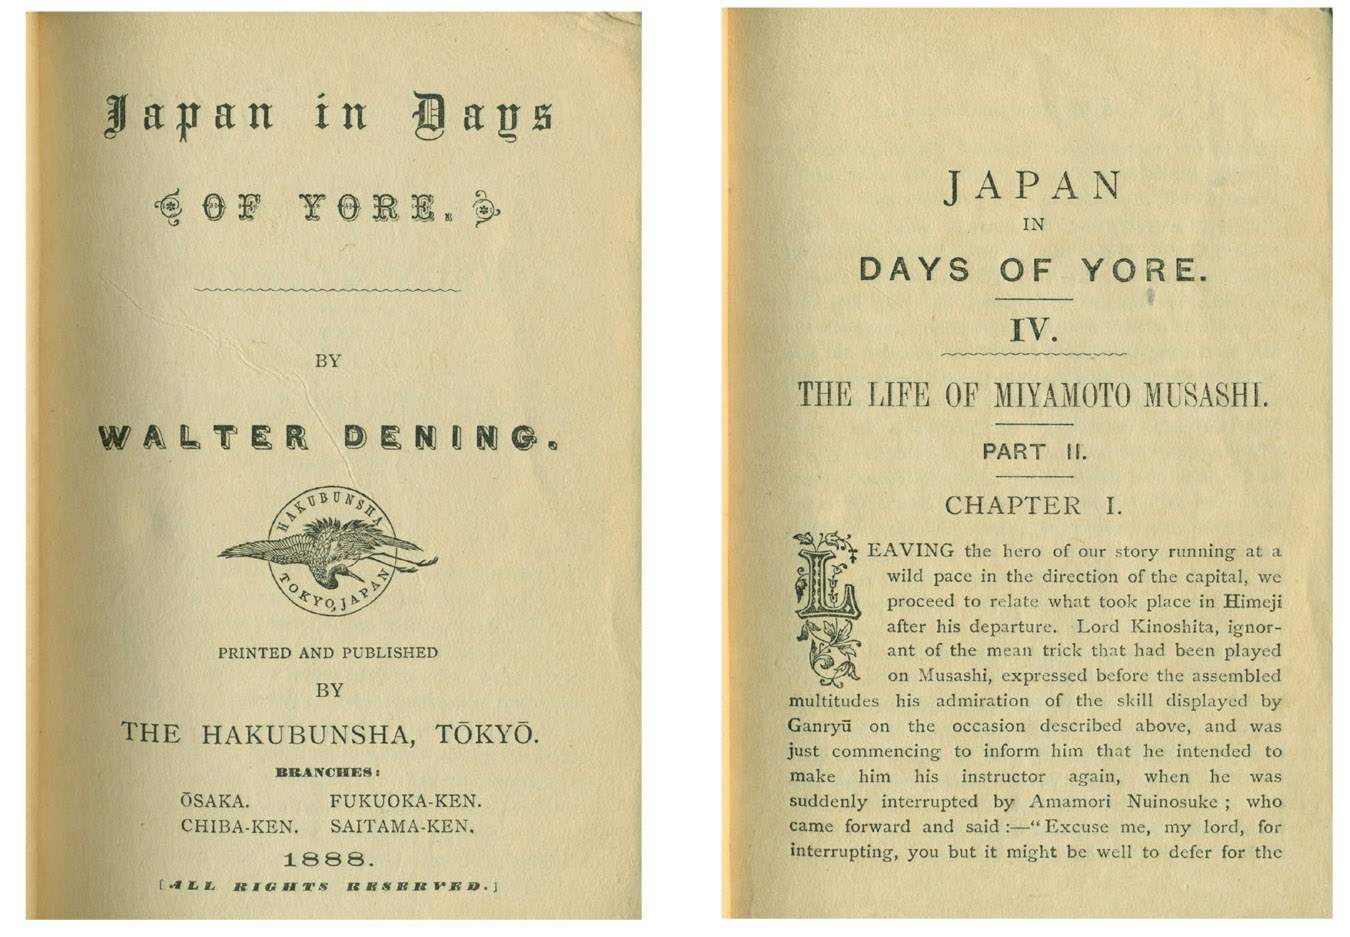 Japan in Days
OF YORE.
BY
WALTER DENING.
HAKUBUNSHA
TOKYO, JAPAN
PRINTED AND PUBLISHED
BY
THE HAKUBUNSHA, TŌKYŌ.
BRANCHES:
ŌSAKA. FUKUOKA-KEN.
CHIBA-KEN. SAITAMA-KEN.
1888.
[ALL RIGHTS RESERVED.]
JAPAN
IN
DAYS OF YORE.
IV.
THE LIFE OF MIYAMOTO MUSASHI.
PART II.
CHAPTER I.
LEAVING the hero of our story running at a
wild pace in the direction of the capital, we
proceed to relate what took place in Himeji
after his departure. Lord Kinoshita, ignor-
ant of the mean trick that had been played
on Musashi, expressed before the assembled
multitudes his admiration of the skill displayed by
Ganryū on the occasion described above, and was
just commencing to inform him that he intended to
make him his instructor again, when he was
suddenly interrupted by Amamori Nuinosuke ; who
came forward and said :—“Excuse me, my lord, for
interrupting, you but it might be well to defer for the